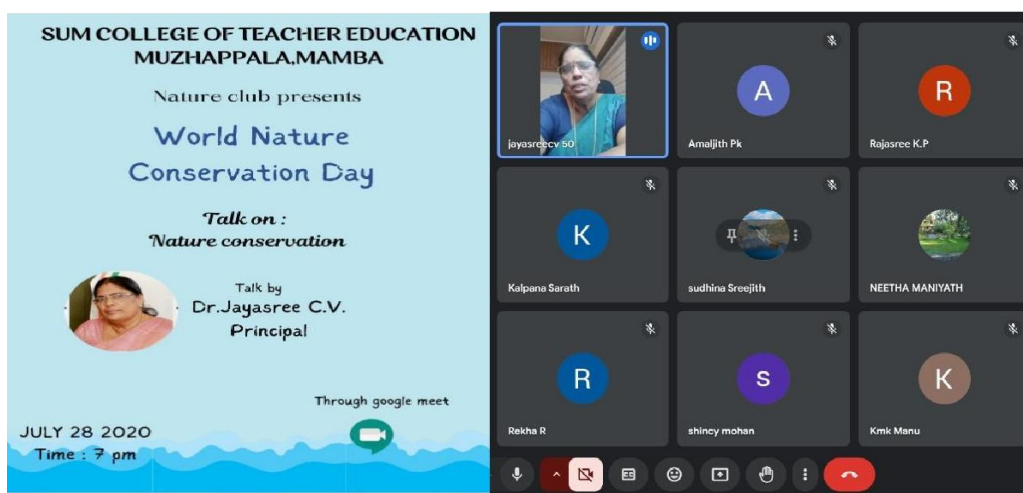 SUM COLLEGE OF TEACHER EDUCATION
MUZHAPPALA,MAMBA
Nature club presents
World Nature
Conservation Day
Talk on :
Nature conservation
Talk by
Dr.Jayasree C.V.
Principal
Through google meet
JULY 28 2020
Time : 7 pm
jayasreecv 50
A
Amaljith Pk
R
Rajasree K.P
K
Kalpana Sarath
sudhina Sreejith
NEETHA MANIYATH
R
Rekha R
s
shincy mohan
K
Kmk Manu